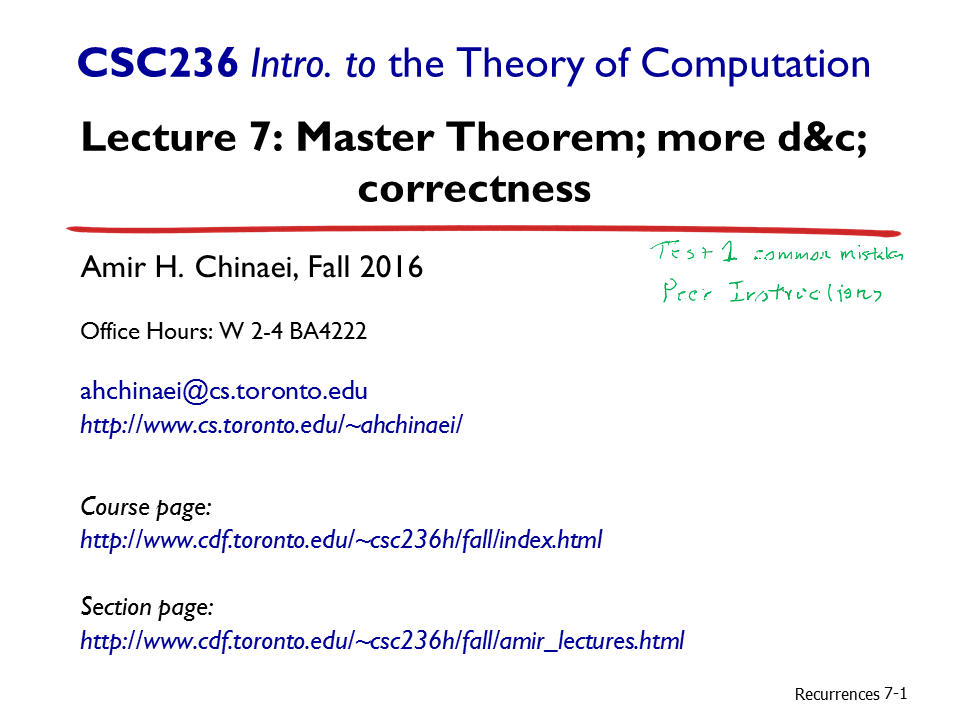 CSC236 Intro. to the Theory of Computation
Lecture 7: Master Theorem; more d&c;
correctness
Test 1 common mistakes
Peer Instructions
Amir H. Chinaei, Fall 2016
Office Hours: W 2-4 BA4222
ahchinaei@cs.toronto.edu
http://www.cs.toronto.edu/~ahchinaei/
Course page:
http://www.cdf.toronto.edu/~csc236h/fall/index.html
Section page:
http://www.cdf.toronto.edu/~csc236h/fall/amir_lectures.html
Recurrences 7-1